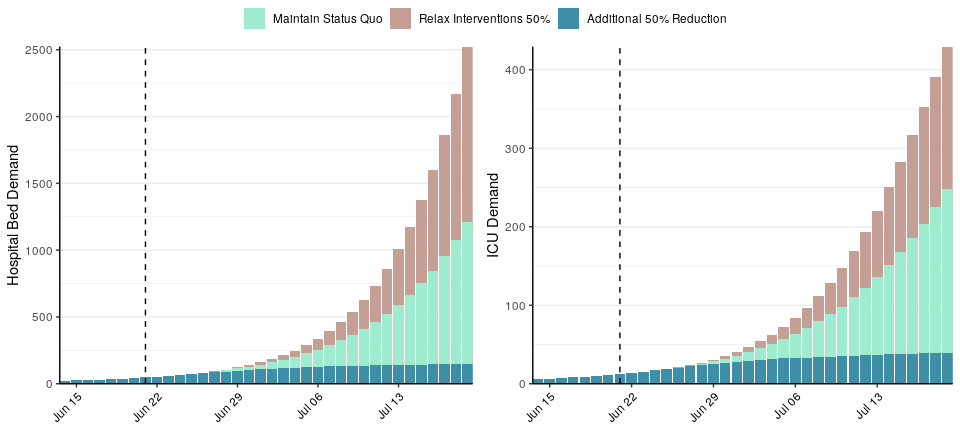 Maintain Status Quo Relax Interventions 50% Additional 50% Reduction
Hospital Bed Demand
2500
2000
1500
1000
500
0
Jun 15 Jun 22 Jun 29 Jul 06 Jul 13
ICU Demand
400
300
200
100
0
Jun 15 Jun 22 Jun 29 Jul 06 Jul 13